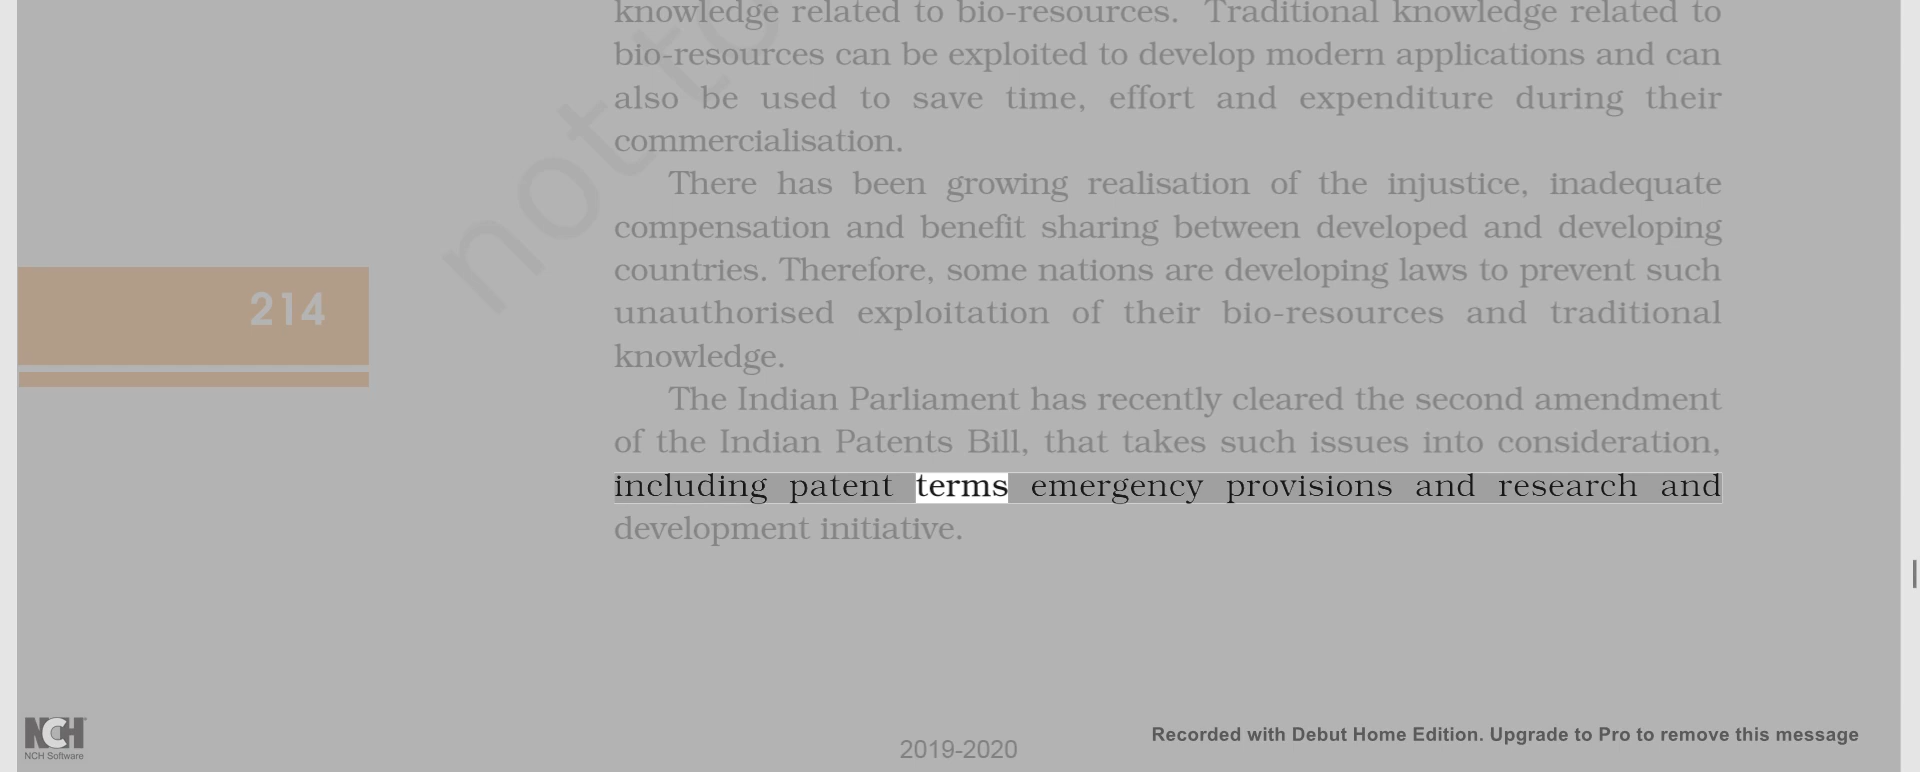 knowledge related to bio-resources. Traditional knowledge related to
bio-resources can be exploited to develop modern applications and can
also be used to save time, effort and expenditure during their
commercialisation.
There has been growing realisation of the injustice, inadequate
compensation and benefit sharing between developed and developing
countries. Therefore, some nations are developing laws to prevent such
unauthorised exploitation of their bio-resources and traditional
knowledge.
The Indian Parliament has recently cleared the second amendment
of the Indian Patents Bill, that takes such issues into consideration,
including patent terms emergency provisions and research and
development initiative.
214
not to
NCH
NCH Software
2019-2020
Recorded with Debut Home Edition. Upgrade to Pro to remove this message